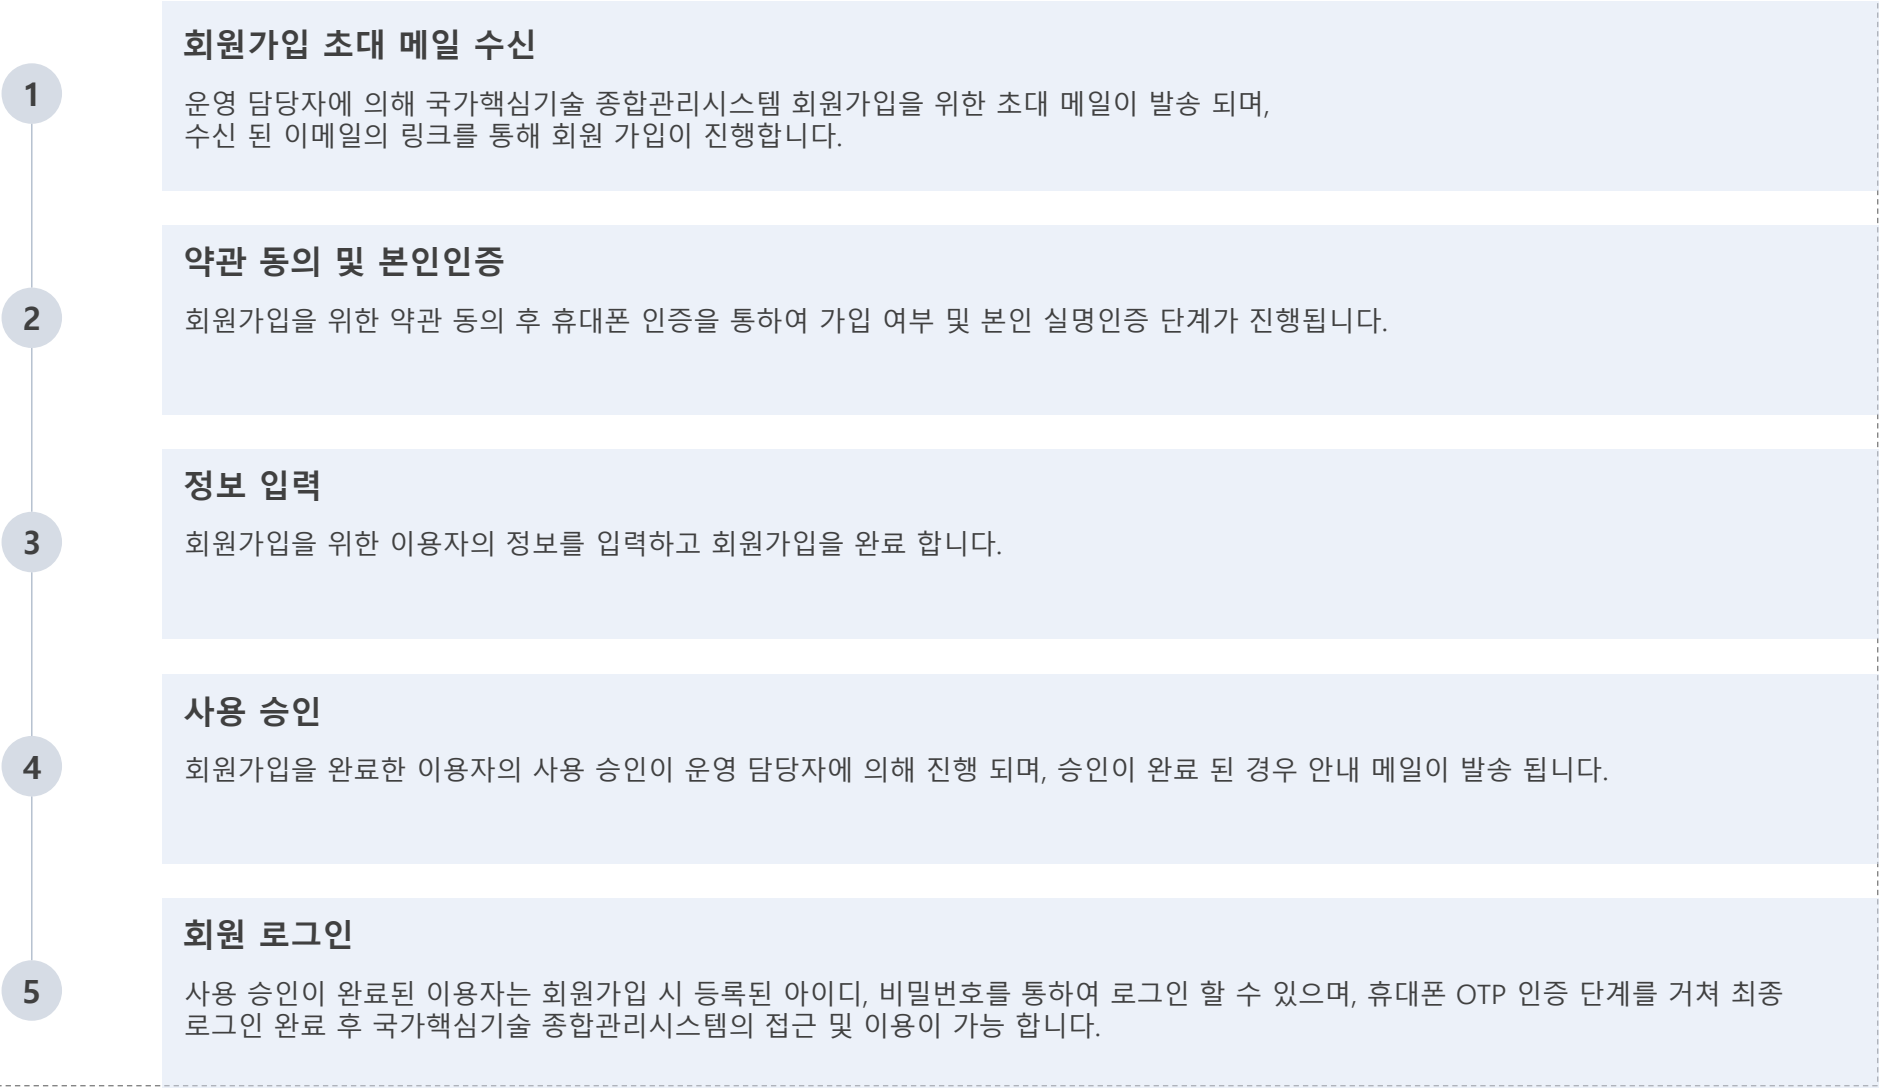 1
회원가입 초대 메일 수신
운영 담당자에 의해 국가핵심기술 종합관리시스템 회원가입을 위한 초대 메일이 발송 되며,
수신 된 이메일의 링크를 통해 회원 가입이 진행합니다.
2
약관 동의 및 본인인증
회원가입을 위한 약관 동의 후 휴대폰 인증을 통하여 가입 여부 및 본인 실명인증 단계가 진행됩니다.
3
정보 입력
회원가입을 위한 이용자의 정보를 입력하고 회원가입을 완료 합니다.
4
사용 승인
회원가입을 완료한 이용자의 사용 승인이 운영 담당자에 의해 진행 되며, 승인이 완료 된 경우 안내 메일이 발송 됩니다.
5
회원 로그인
사용 승인이 완료된 이용자는 회원가입 시 등록된 아이디, 비밀번호를 통하여 로그인 할 수 있으며, 휴대폰 OTP 인증 단계를 거쳐 최종
로그인 완료 후 국가핵심기술 종합관리시스템의 접근 및 이용이 가능 합니다.